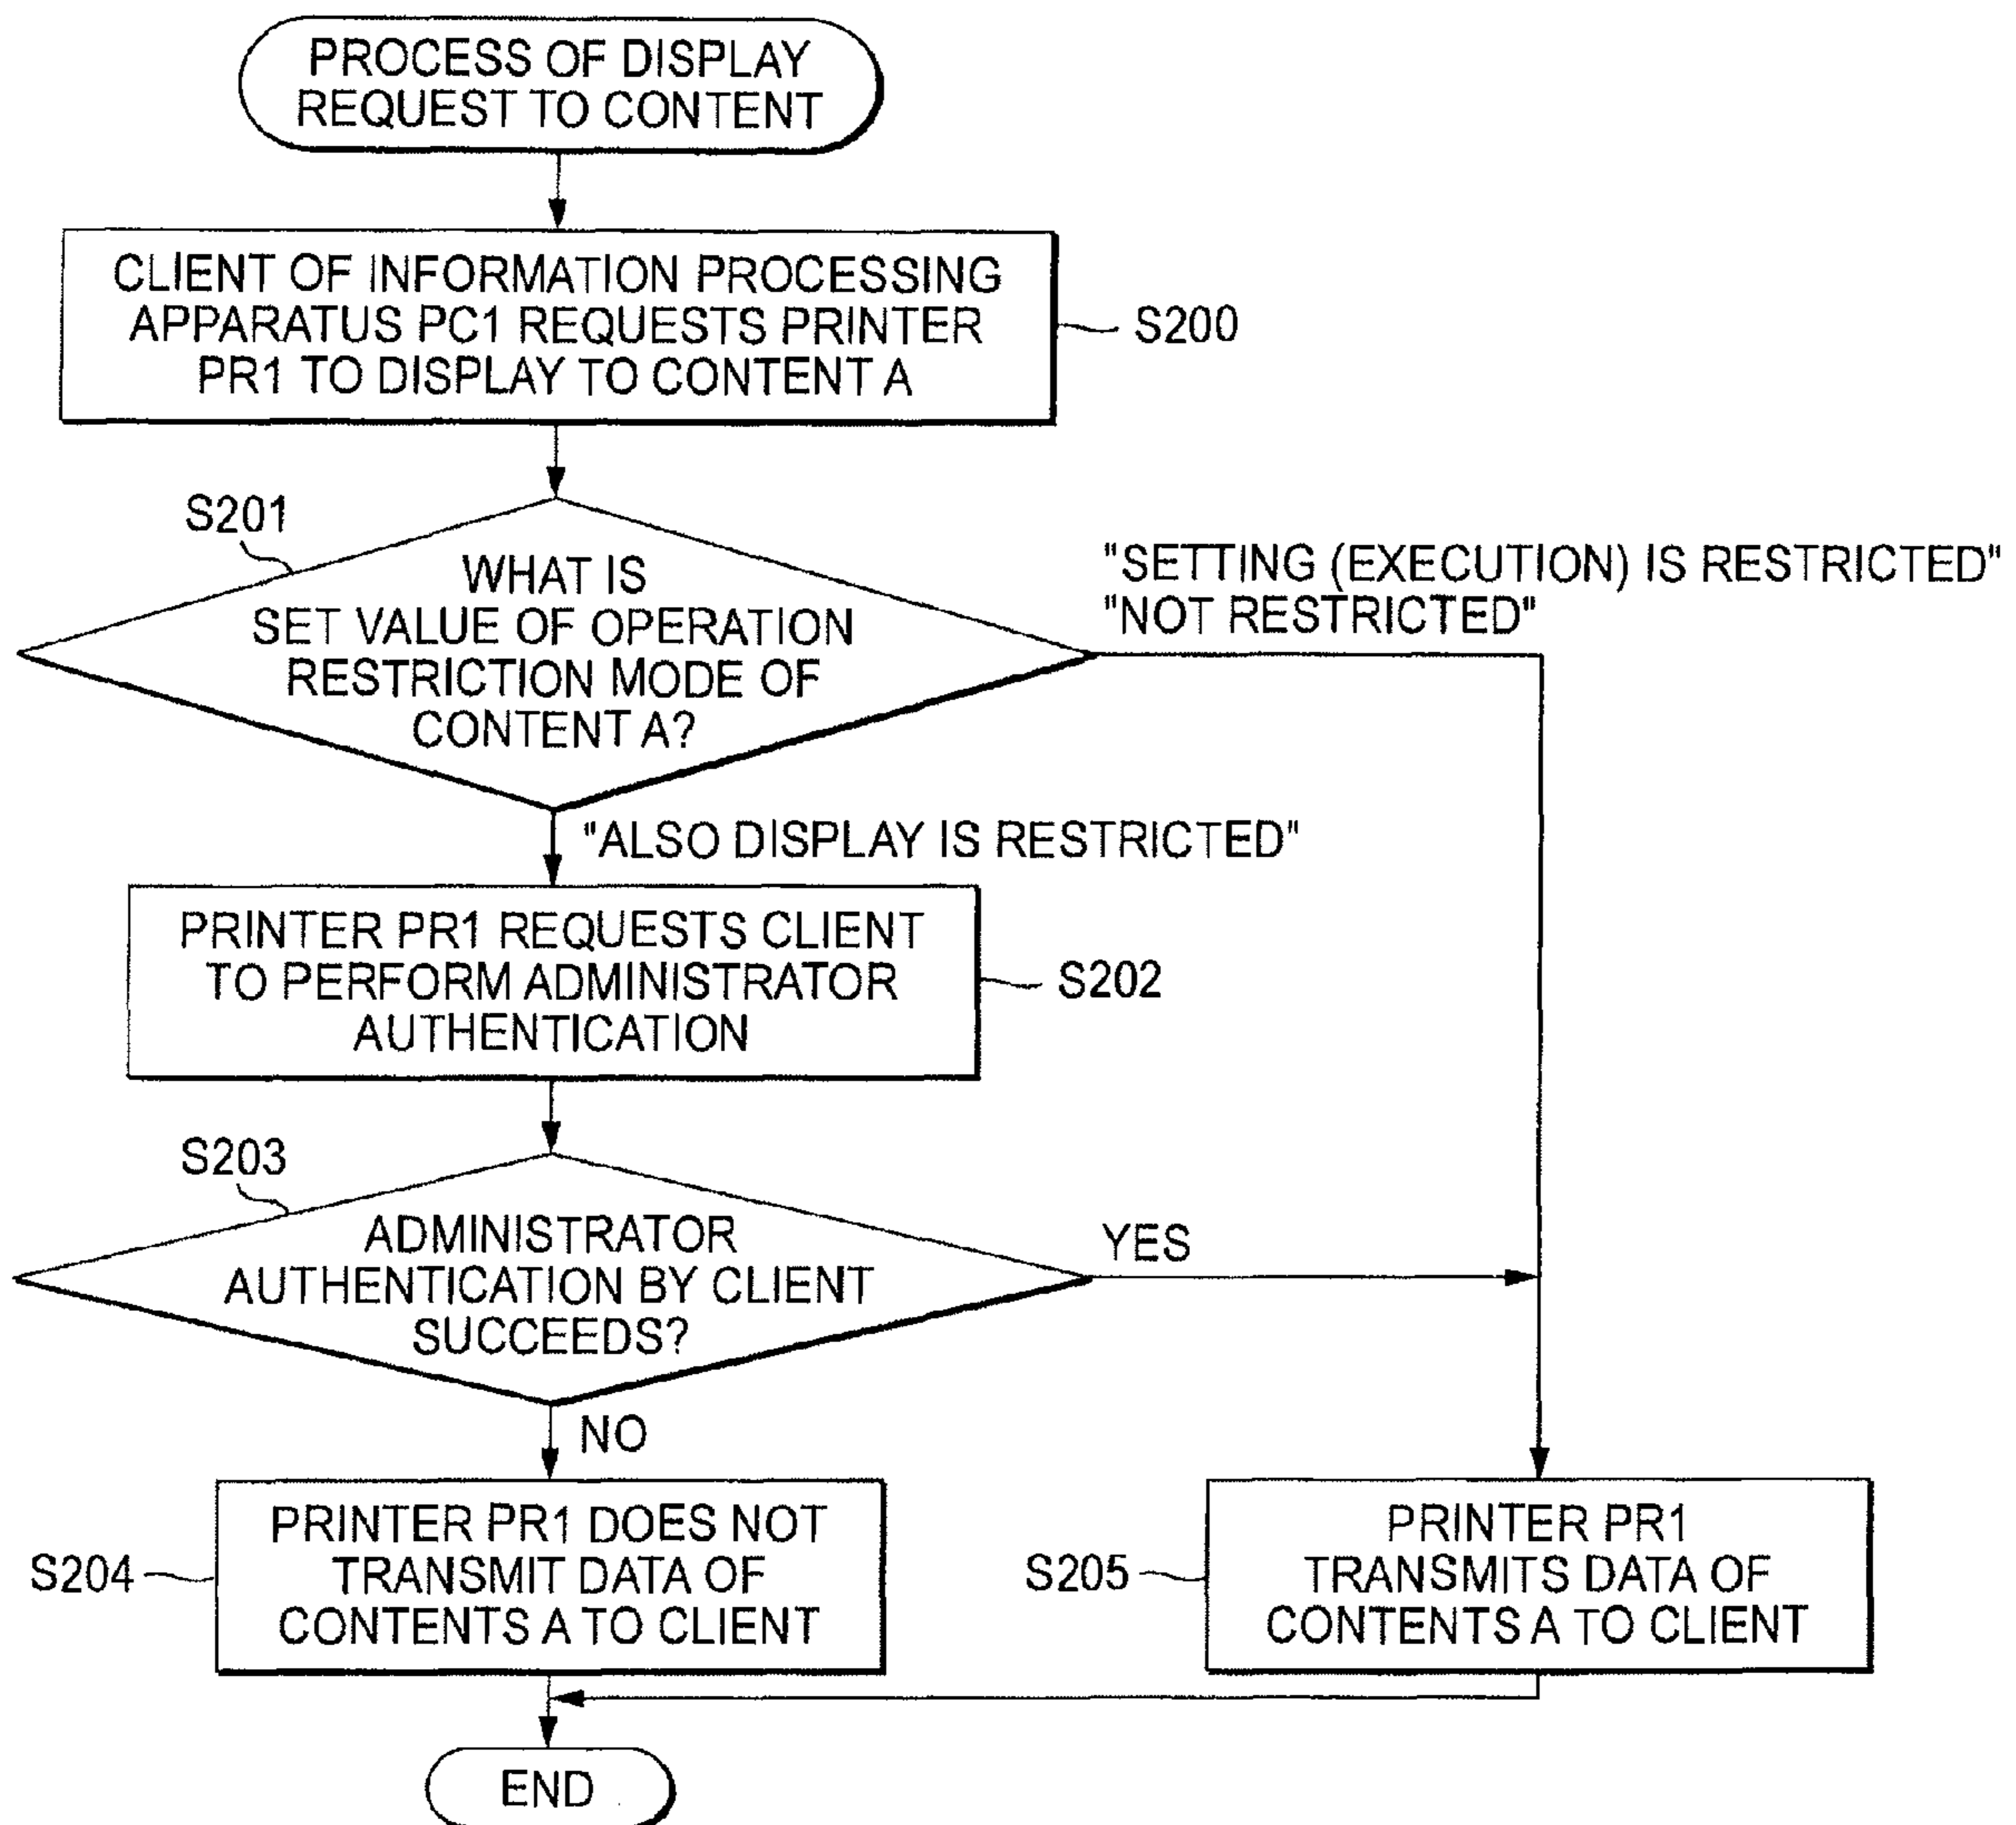 PROCESS OF DISPLAY
REQUEST TO CONTENT
CLIENT OF INFORMATION PROCESSING
APPARATUS PC1 REQUESTS PRINTER
PR1 TO DISPLAY TO CONTENT A
S200
S201
WHAT IS
SET VALUE OF OPERATION
RESTRICTION MODE OF
CONTENT A?
"SETTING (EXECUTION) IS RESTRICTED"
"NOT RESTRICTED"
"ALSO DISPLAY IS RESTRICTED"
PRINTER PR1 REQUESTS CLIENT
TO PERFORM ADMINISTRATOR
AUTHENTICATION
S202
S203
ADMINISTRATOR
AUTHENTICATION BY CLIENT
SUCCEEDS?
YES
NO
S204
PRINTER PR1 DOES NOT
TRANSMIT DATA OF
CONTENTS A TO CLIENT
S205
PRINTER PR1
TRANSMITS DATA OF
CONTENTS A TO CLIENT
END